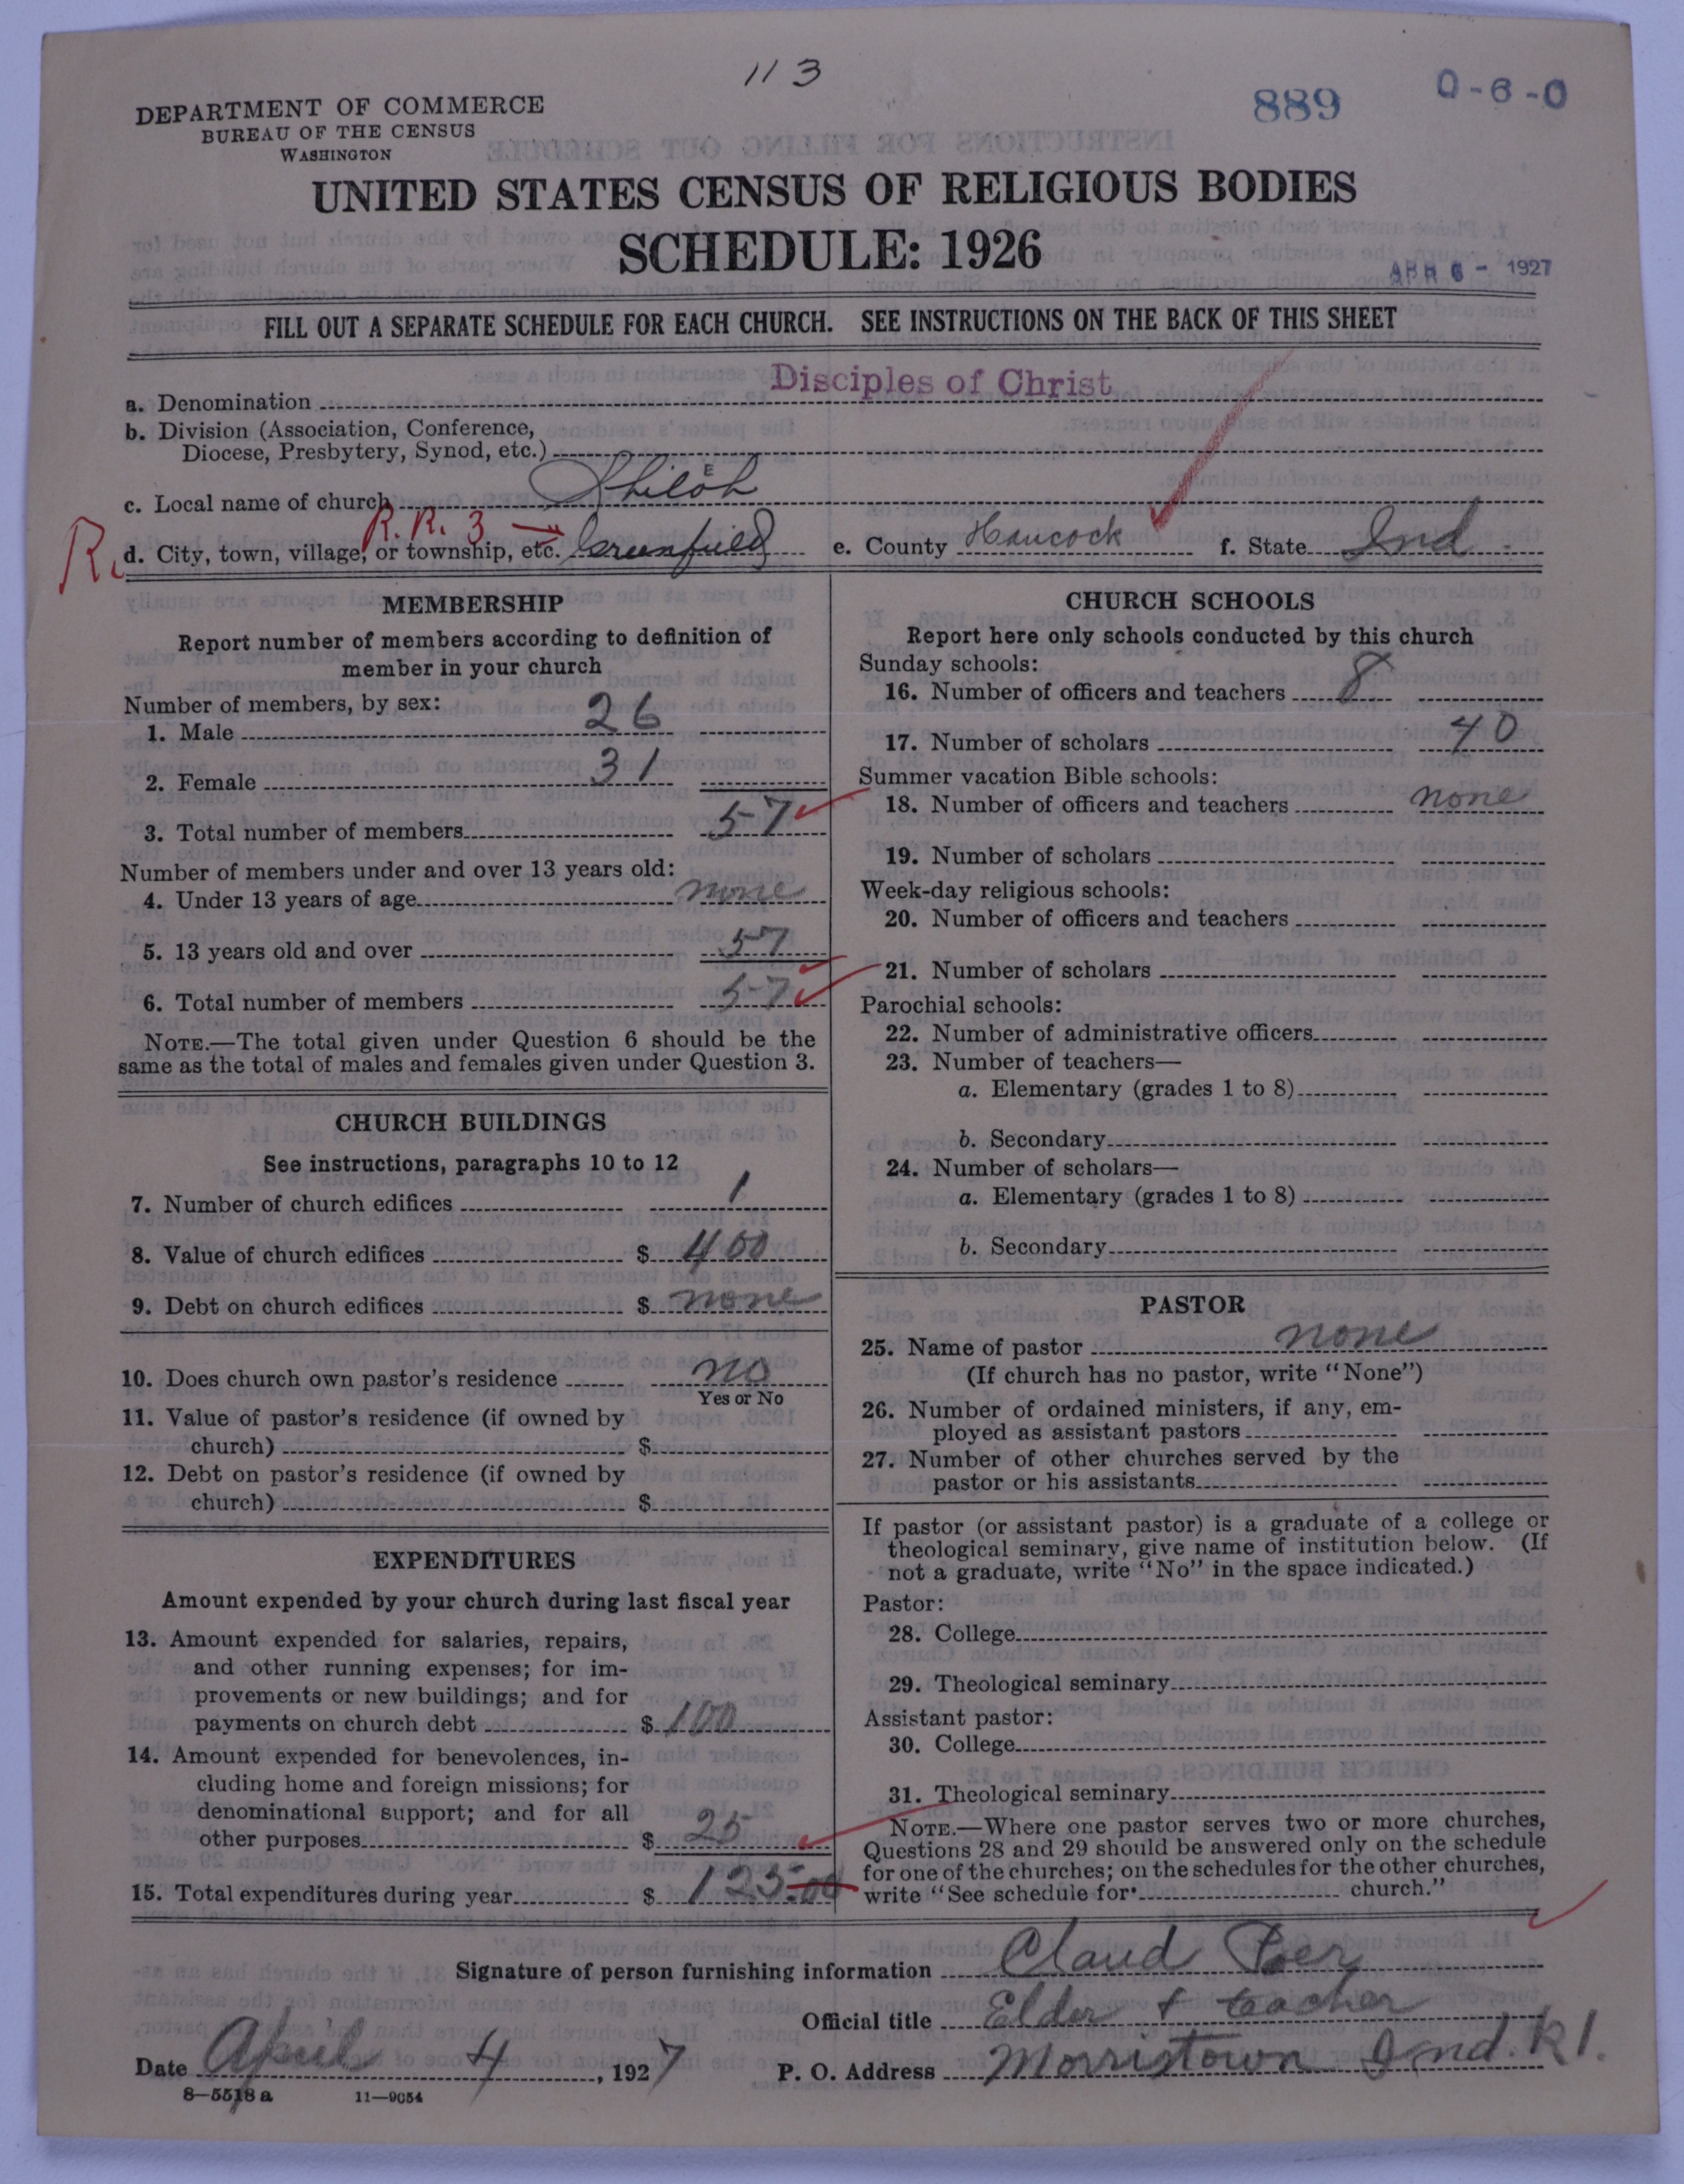 113
889
0-6-0
DEPARTMENT OF COMMERCE
BUREAU OF THE CENSUS
WASHINGTON
UNITED STATES CENSUS OF RELIGIOUS BODIES
SCHEDULE: 1926
APR 6 - 1927
FILL OUT A SEPARATE SCHEDULE FOR EACH CHURCH. SEE INSTRUCTIONS ON THE BACK OF THIS SHEET
a. Denomination Disciples of Christ
b. Division (Association, Conference,
Diocese, Presbytery, Synod, etc.)
c. Local name of church Shiloh
R. R. 3 →
R. d. City, town, village, or township, etc. Greenfield e. County Hancock f. State Ind
MEMBERSHIP
Report number of members according to definition of
member in your church
Number of members, by sex:
1. Male 26
2. Female 31
3. Total number of members 57
Number of members under and over 13 years old:
4. Under 13 years of age none
5. 13 years old and over 57
6. Total number of members 57
NOTE.—The total given under Question 6 should be the
same as the total of males and females given under Question 3.
CHURCH BUILDINGS
See instructions, paragraphs 10 to 12
7. Number of church edifices 1
8. Value of church edifices $ 400
9. Debt on church edifices $ none
10. Does church own pastor's residence no
Yes or No
11. Value of pastor's residence (if owned by
church) $
12. Debt on pastor's residence (if owned by
church) $
EXPENDITURES
Amount expended by your church during last fiscal year
13. Amount expended for salaries, repairs,
and other running expenses; for im-
provements or new buildings; and for
payments on church debt $ 100
14. Amount expended for benevolences, in-
cluding home and foreign missions; for
denominational support; and for all
other purposes $ 25
15. Total expenditures during year $ 125.00
CHURCH SCHOOLS
Report here only schools conducted by this church
Sunday schools:
16. Number of officers and teachers 8
17. Number of scholars 40
Summer vacation Bible schools:
18. Number of officers and teachers none
19. Number of scholars
Week-day religious schools:
20. Number of officers and teachers
21. Number of scholars
Parochial schools:
22. Number of administrative officers
23. Number of teachers—
a. Elementary (grades 1 to 8)
b. Secondary
24. Number of scholars—
a. Elementary (grades 1 to 8)
b. Secondary
PASTOR
25. Name of pastor none
(If church has no pastor, write "None")
26. Number of ordained ministers, if any, em-
ployed as assistant pastors
27. Number of other churches served by the
pastor or his assistants
If pastor (or assistant pastor) is a graduate of a college or
theological seminary, give name of institution below. (If
not a graduate, write "No" in the space indicated.)
Pastor:
28. College
29. Theological seminary
Assistant pastor:
30. College
31. Theological seminary
NOTE.—Where one pastor serves two or more churches,
Questions 28 and 29 should be answered only on the schedule
for one of the churches; on the schedules for the other churches,
write "See schedule for church."
Signature of person furnishing information Claud Poer
Official title Elder & teacher
Date April 4, 1927 P. O. Address Morristown Ind. R1.
8—5518 a 11—9054